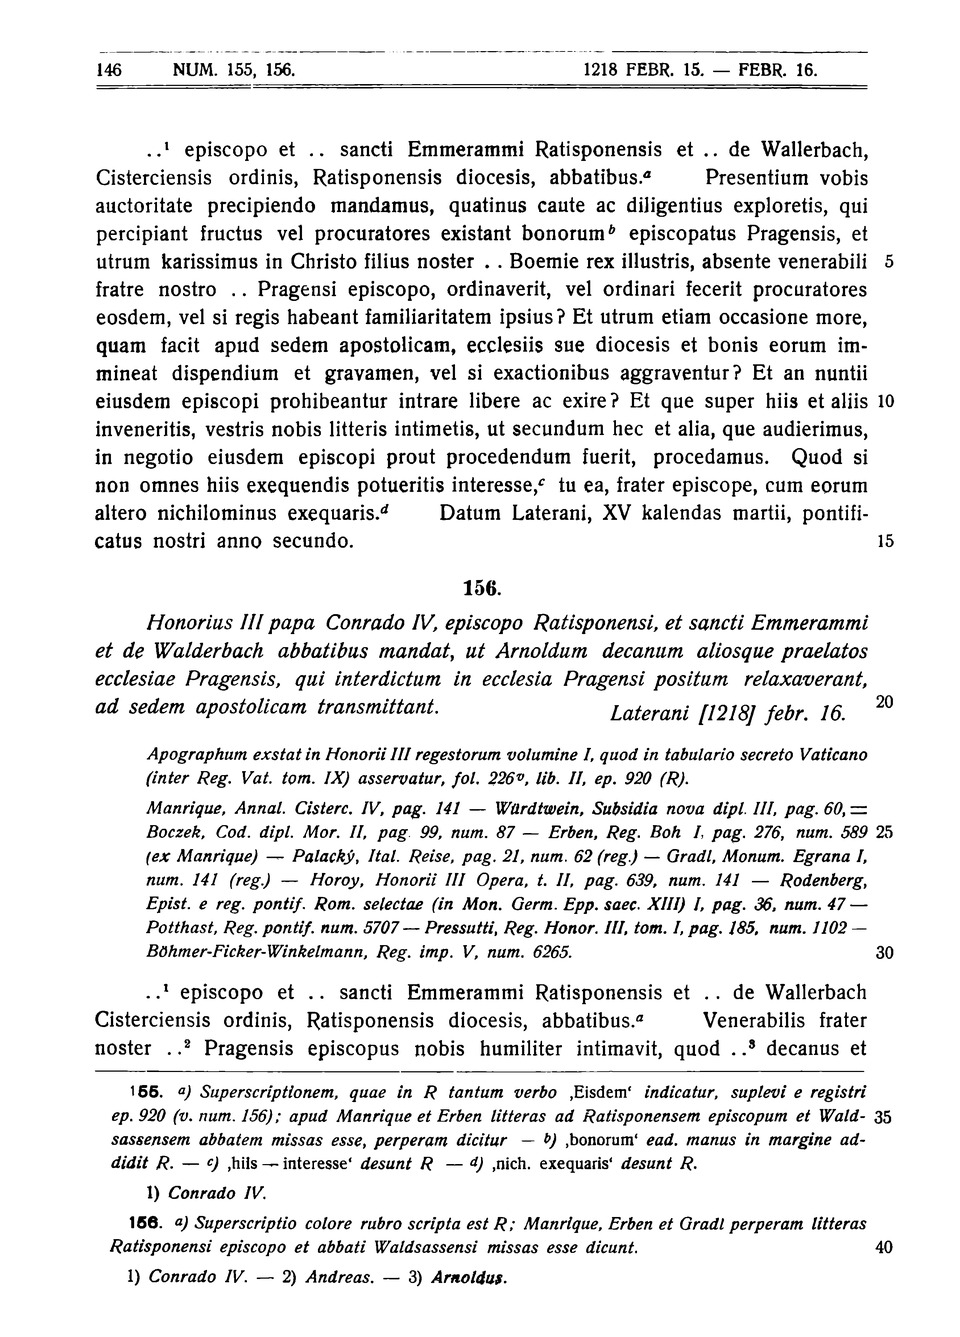 146 NUM. 155, 156. 1218 FEBR. 15. — FEBR. 16.
. .¹ episcopo et . . sancti Emmerammi Ratisponensis et . . de Wallerbach,
Cisterciensis ordinis, Ratisponensis diocesis, abbatibus.ᵃ Presentium vobis
auctoritate precipiendo mandamus, quatinus caute ac diligentius exploretis, qui
percipiant fructus vel procuratores existant bonorumᵇ episcopatus Pragensis, et
utrum karissimus in Christo filius noster . . Boemie rex illustris, absente venerabili 5
fratre nostro . . Pragensi episcopo, ordinaverit, vel ordinari fecerit procuratores
eosdem, vel si regis habeant familiaritatem ipsius? Et utrum etiam occasione more,
quam facit apud sedem apostolicam, ecclesiis sue diocesis et bonis eorum im-
mineat dispendium et gravamen, vel si exactionibus aggraventur? Et an nuntii
eiusdem episcopi prohibeantur intrare libere ac exire? Et que super hiis et aliis 10
inveneritis, vestris nobis litteris intimetis, ut secundum hec et alia, que audierimus,
in negotio eiusdem episcopi prout procedendum fuerit, procedamus. Quod si
non omnes hiis exequendis potueritis interesse,ᶜ tu ea, frater episcope, cum eorum
altero nichilominus exequaris.ᵈ Datum Laterani, XV kalendas martii, pontifi-
catus nostri anno secundo. 15
156.
Honorius III papa Conrado IV, episcopo Ratisponensi, et sancti Emmerammi
et de Walderbach abbatibus mandat, ut Arnoldum decanum aliosque praelatos
ecclesiae Pragensis, qui interdictum in ecclesia Pragensi positum relaxaverant,
ad sedem apostolicam transmittant. Laterani [1218] febr. 16. 20
Apographum exstat in Honorii III regestorum volumine I, quod in tabulario secreto Vaticano
(inter Reg. Vat. tom. IX) asservatur, fol. 226ᵛ, lib. II, ep. 920 (R).
Manrique, Annal. Cisterc. IV, pag. 141 — Würdtwein, Subsidia nova dipl. III, pag. 60, =
Boczek, Cod. dipl. Mor. II, pag. 99, num. 87 — Erben, Reg. Boh I, pag. 276, num. 589 25
(ex Manrique) — Palacký, Ital. Reise, pag. 21, num. 62 (reg.) — Gradl, Monum. Egrana I,
num. 141 (reg.) — Horoy, Honorii III Opera, t. II, pag. 639, num. 141 — Rodenberg,
Epist. e reg. pontif. Rom. selectae (in Mon. Germ. Epp. saec. XIII) I, pag. 36, num. 47 —
Potthast, Reg. pontif. num. 5707 — Pressutti, Reg. Honor. III, tom. I, pag. 185, num. 1102 —
Böhmer-Ficker-Winkelmann, Reg. imp. V, num. 6265. 30
. .¹ episcopo et . . sancti Emmerammi Ratisponensis et . . de Wallerbach
Cisterciensis ordinis, Ratisponensis diocesis, abbatibus.ᵃ Venerabilis frater
noster . .² Pragensis episcopus nobis humiliter intimavit, quod . .³ decanus et
155. a) Superscriptionem, quae in R tantum verbo ‚Eisdem‘ indicatur, suplevi e registri
ep. 920 (v. num. 156); apud Manrique et Erben litteras ad Ratisponensem episcopum et Wald- 35
sassensem abbatem missas esse, perperam dicitur — b) ‚bonorum‘ ead. manus in margine ad-
didit R. — c) ‚hiis — interesse‘ desunt R — d) ‚nich. exequaris‘ desunt R.
1) Conrado IV.
156. a) Superscriptio colore rubro scripta est R; Manrique, Erben et Gradl perperam litteras
Ratisponensi episcopo et abbati Waldsassensi missas esse dicunt. 40
1) Conrado IV. — 2) Andreas. — 3) Arnoldus.